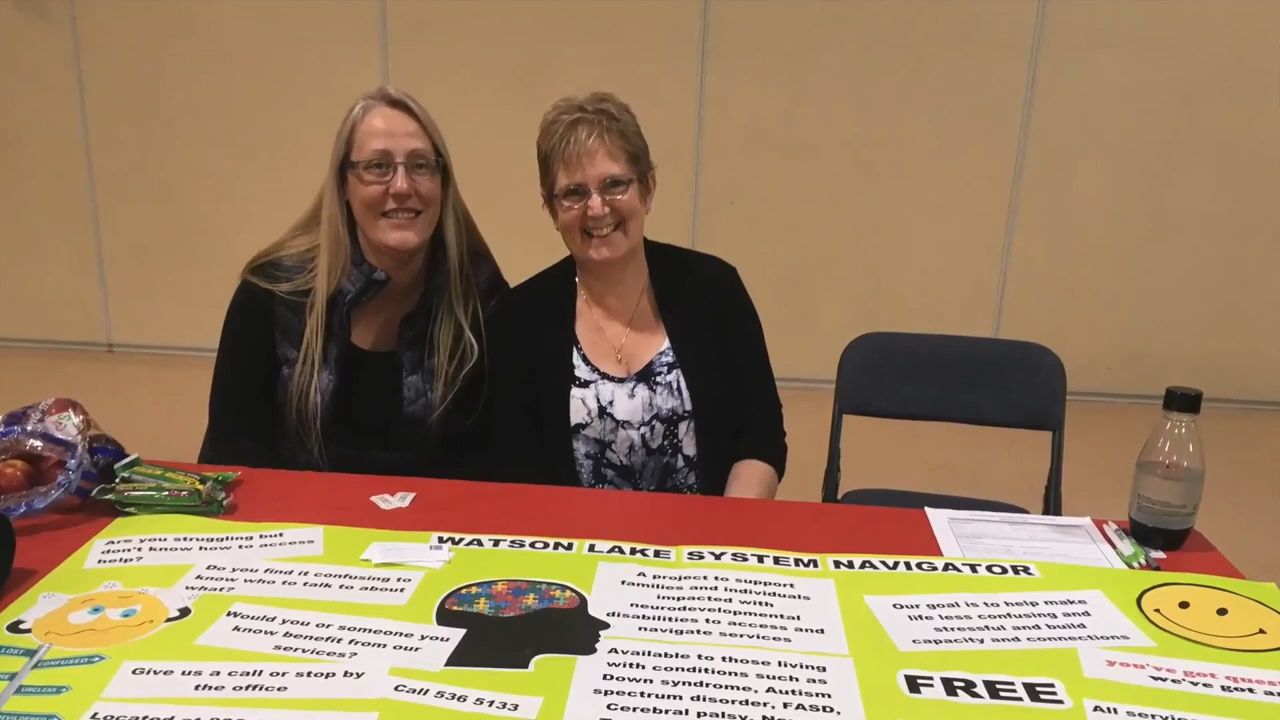 WATSON LAKE SYSTEM NAVIGATOR
Are you struggling but
don't know how to access
help?
Do you find it confusing to
know who to talk to about
what?
Would you or someone you
know benefit from our
services?
Give us a call or stop by
the office
Call 536 5133
Located at
LOST
CONFUSED
UNCLEAR
A project to support
families and individuals
impacted with
neurodevelopmental
disabilities to access and
navigate services
Available to those living
with conditions such as
Down syndrome, Autism
spectrum disorder, FASD,
Cerebral palsy,
Our goal is to help make
life less confusing and
stressful und build
capacity and connections
FREE
you've got
we've got
All